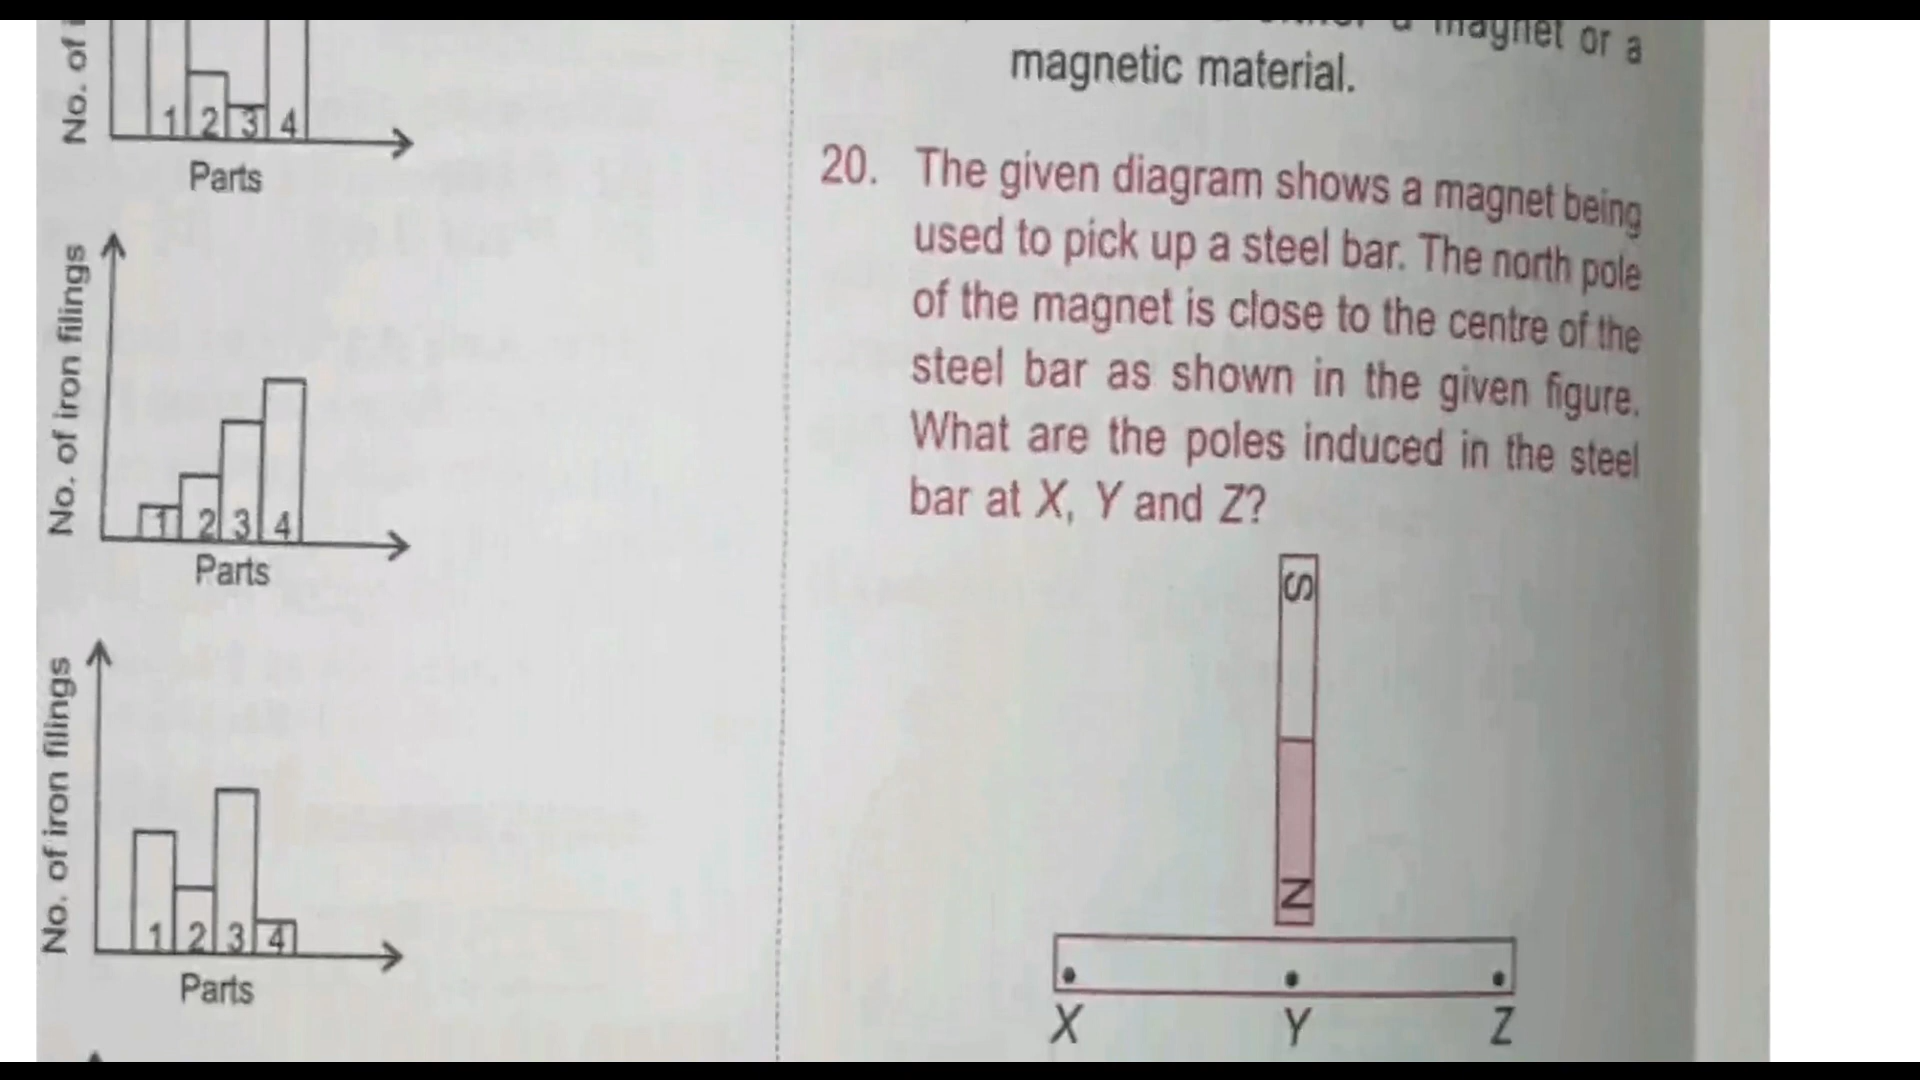 No. of
1 2 3 4
Parts
No. of iron filings
1 2 3 4
Parts
No. of iron filings
1 2 3 4
Parts
magnet or a
magnetic material.
20. The given diagram shows a magnet being
used to pick up a steel bar. The north pole
of the magnet is close to the centre of the
steel bar as shown in the given figure.
What are the poles induced in the steel
bar at X, Y and Z?
S
N
X Y Z